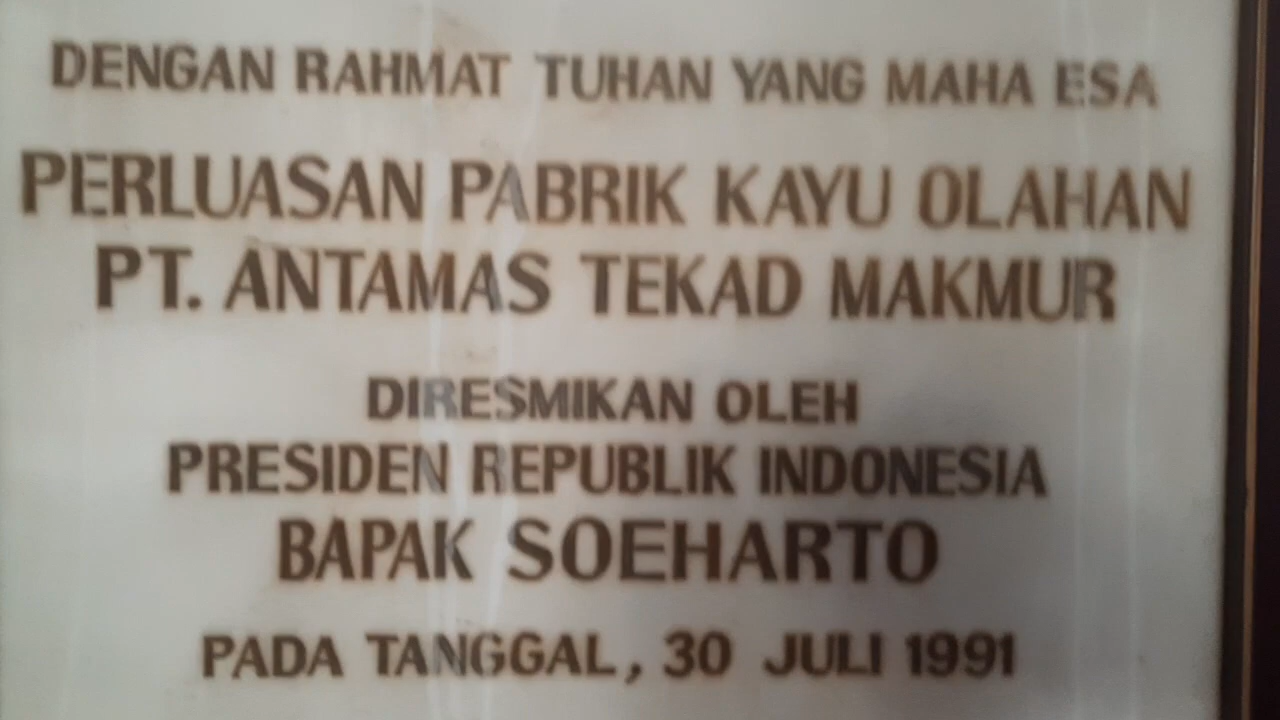 DENGAN RAHMAT TUHAN YANG MAHA ESA
PERLUASAN PABRIK KAYU OLAHAN
PT. ANTAMAS TEKAD MAKMUR
DIRESMIKAN OLEH
PRESIDEN REPUBLIK INDONESIA
BAPAK SOEHARTO
PADA TANGGAL, 30 JULI 1991